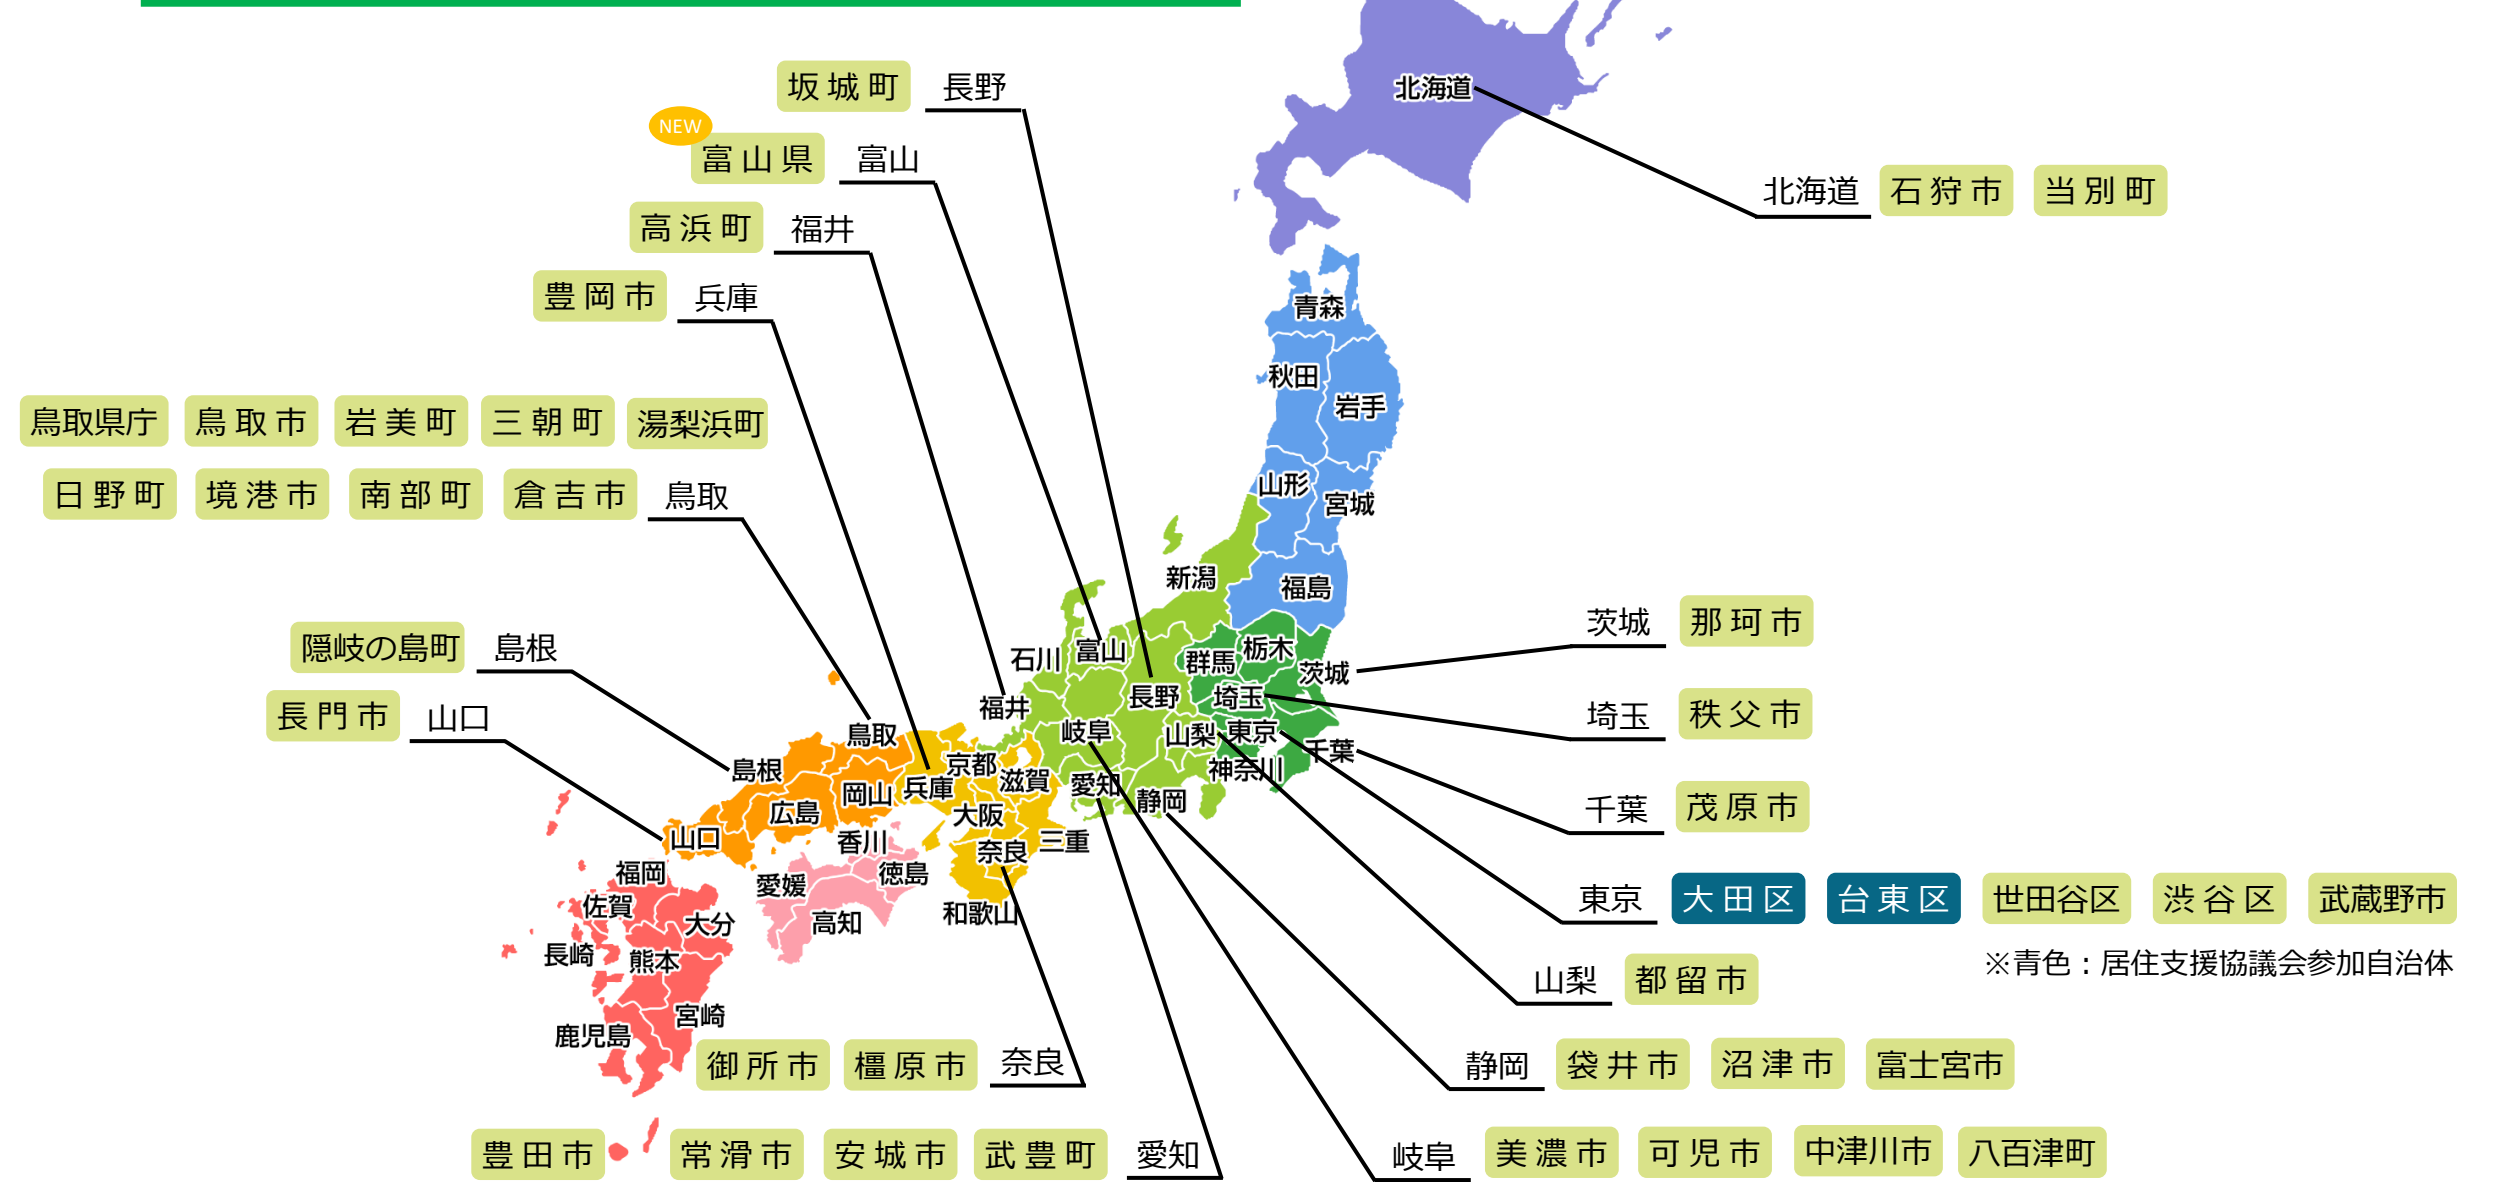 坂城町 長野
NEW
富山県 富山
高浜町 福井
豊岡市 兵庫
鳥取県庁 鳥取市 岩美町 三朝町 湯梨浜町
日野町 境港市 南部町 倉吉市 鳥取
隠岐の島町 島根
長門市 山口
北海道
北海道 石狩市 当別町
青森
秋田
岩手
山形
宮城
新潟
福島
石川
富山
群馬
栃木
茨城
福井
長野
埼玉
岐阜
山梨
東京
千葉
鳥取
島根
京都
滋賀
兵庫
岡山
愛知
静岡
神奈川
広島
大阪
山口
香川
奈良
三重
福岡
愛媛
徳島
佐賀
高知
和歌山
大分
長崎
熊本
宮崎
鹿児島
茨城 那珂市
埼玉 秩父市
千葉 茂原市
東京 大田区 台東区 世田谷区 渋谷区 武蔵野市
※青色：居住支援協議会参加自治体
山梨 都留市
静岡 袋井市 沼津市 富士宮市
岐阜 美濃市 可児市 中津川市 八百津町
御所市 橿原市 奈良
豊田市 常滑市 安城市 武豊町 愛知